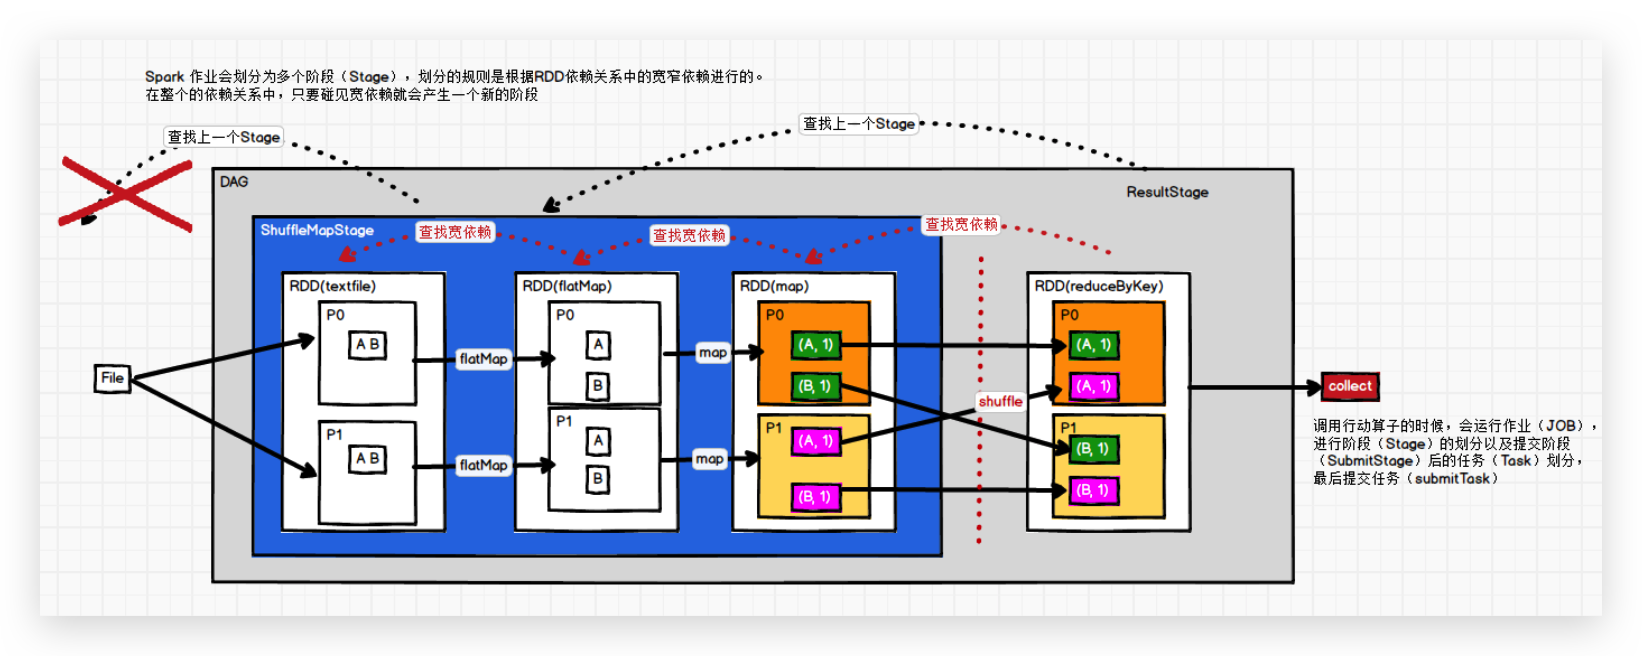 Spark 作业会划分为多个阶段（Stage），划分的规则是根据RDD依赖关系中的宽窄依赖进行的。
在整个的依赖关系中，只要碰见宽依赖就会产生一个新的阶段
查找上一个Stage
查找上一个Stage
DAG
ResultStage
ShuffleMapStage
查找宽依赖
查找宽依赖
查找宽依赖
RDD(textfile)
RDD(flatMap)
RDD(map)
RDD(reduceByKey)
P0
P0
P0
P0
A B
A
(A, 1)
(A, 1)
flatMap
map
File
B
(B, 1)
(A, 1)
collect
shuffle
P1
P1
P1
P1
A B
A
(A, 1)
(B, 1)
flatMap
map
B
(B, 1)
(B, 1)
调用行动算子的时候，会运行作业（JOB），
进行阶段（Stage）的划分以及提交阶段
（SubmitStage）后的任务（Task）划分，
最后提交任务（submitTask）